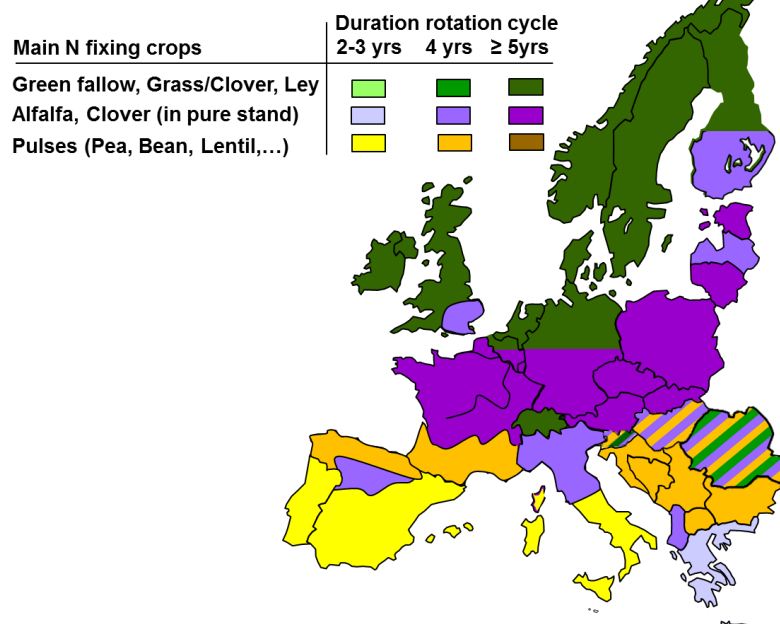 Duration rotation cycle
Main N fixing crops 2-3 yrs 4 yrs ≥ 5yrs
Green fallow, Grass/Clover, Ley
Alfalfa, Clover (in pure stand)
Pulses (Pea, Bean, Lentil,...)